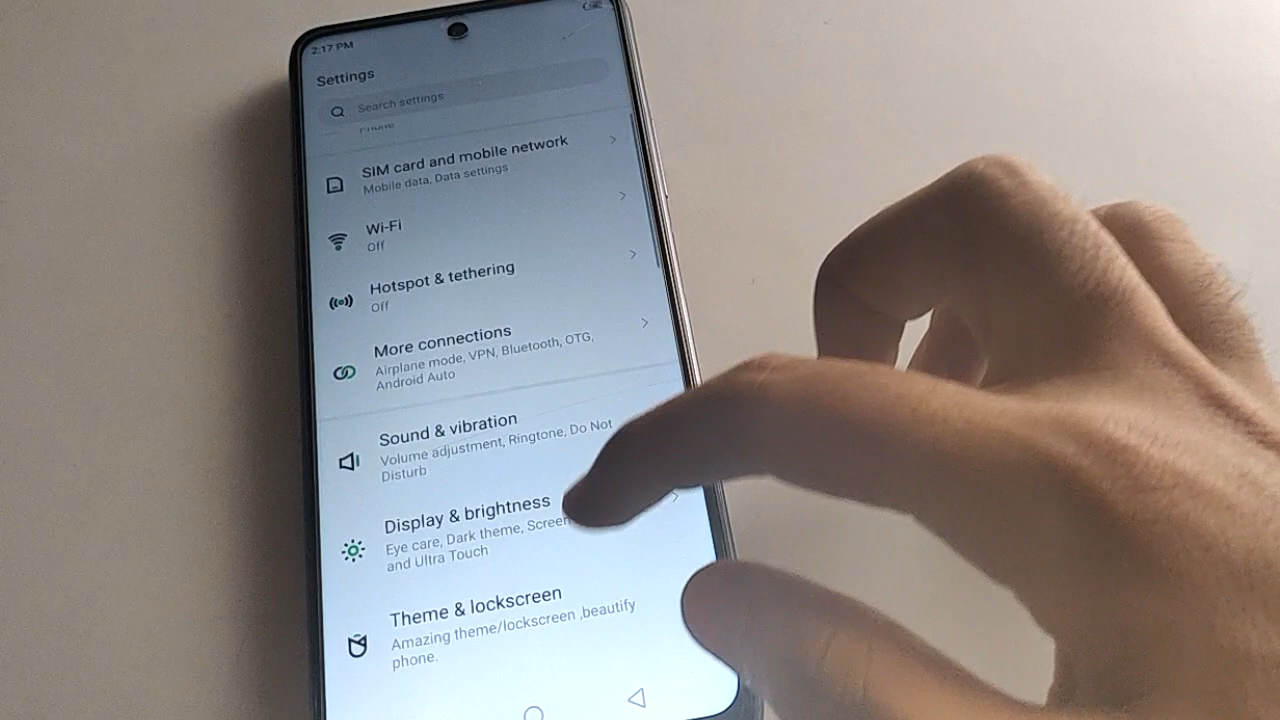 2:17 PM
Settings
Search settings
Phone
SIM card and mobile network
Mobile data, Data settings
Wi-Fi
Off
Hotspot & tethering
Off
More connections
Airplane mode, VPN, Bluetooth, OTG,
Android Auto
Sound & vibration
Volume adjustment, Ringtone, Do Not
Disturb
Display & brightness
Eye care, Dark theme, Screen
and Ultra Touch
Theme & lockscreen
Amazing theme/lockscreen ,beautify
phone.